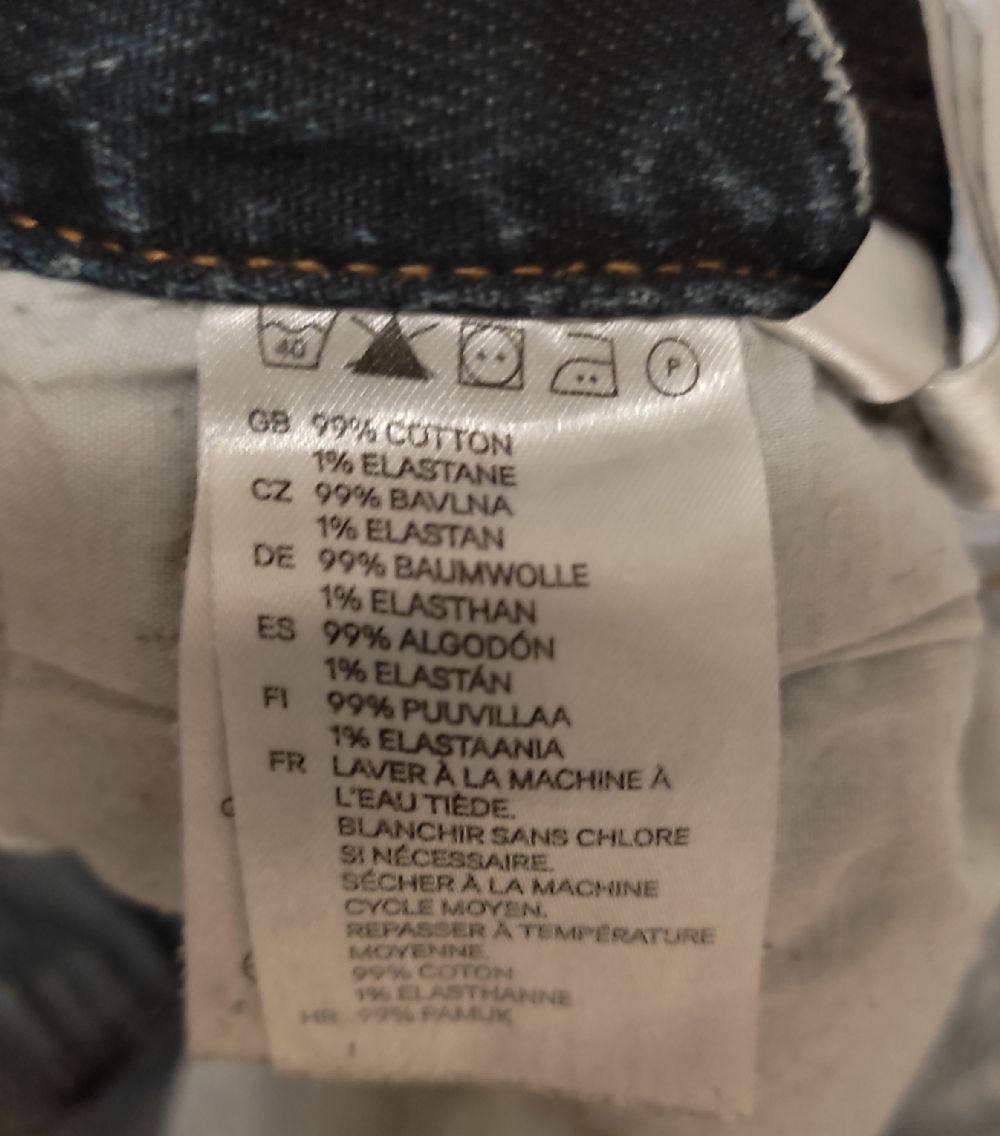 40
P
GB 99% COTTON
1% ELASTANE
CZ 99% BAVLNA
1% ELASTAN
DE 99% BAUMWOLLE
1% ELASTHAN
ES 99% ALGODÓN
1% ELASTÁN
FI 99% PUUVILLAA
1% ELASTAANIA
FR LAVER À LA MACHINE À
L'EAU TIÈDE.
BLANCHIR SANS CHLORE
SI NÉCESSAIRE.
SÉCHER À LA MACHINE
CYCLE MOYEN.
REPASSER À TEMPÉRATURE
MOYENNE.
99% COTON
1% ELASTHANNE
HR 99% PAMUK